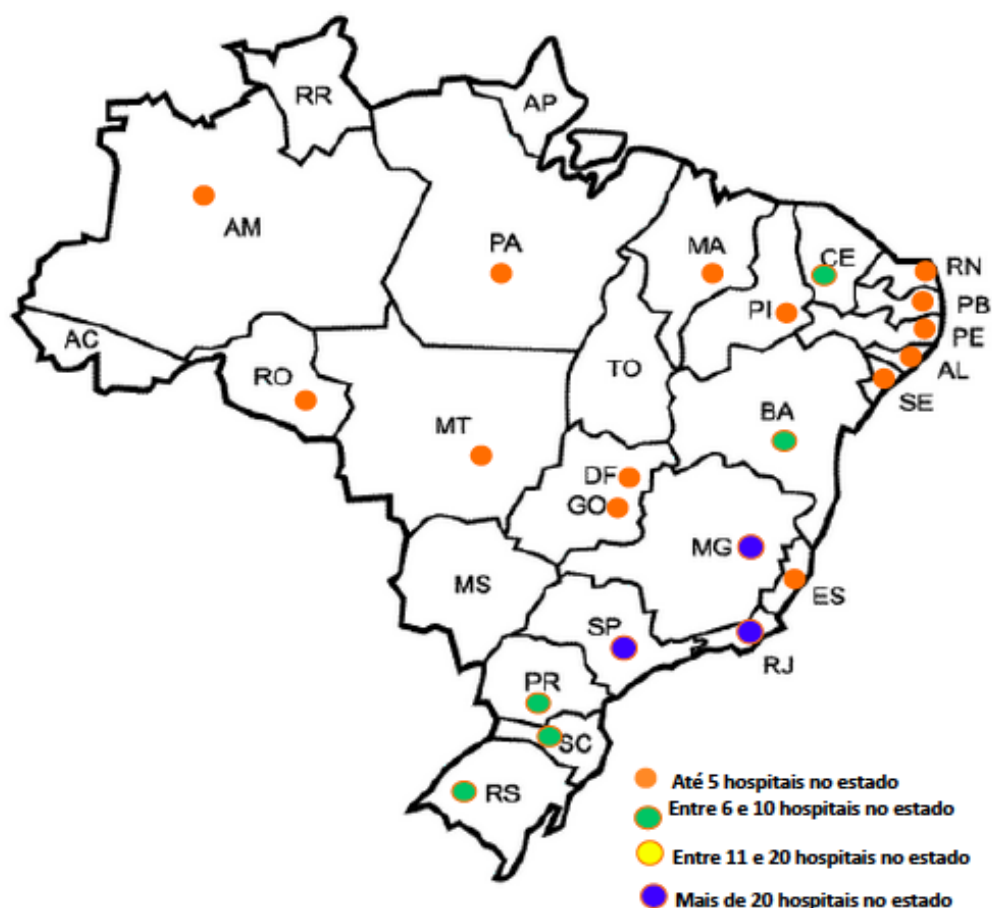 RR
AP
AM
PA
MA
CE
RN
PI
PB
PE
AC
AL
RO
TO
SE
BA
MT
DF
GO
MG
MS
ES
SP
RJ
PR
SC
RS
Até 5 hospitais no estado
Entre 6 e 10 hospitais no estado
Entre 11 e 20 hospitais no estado
Mais de 20 hospitais no estado